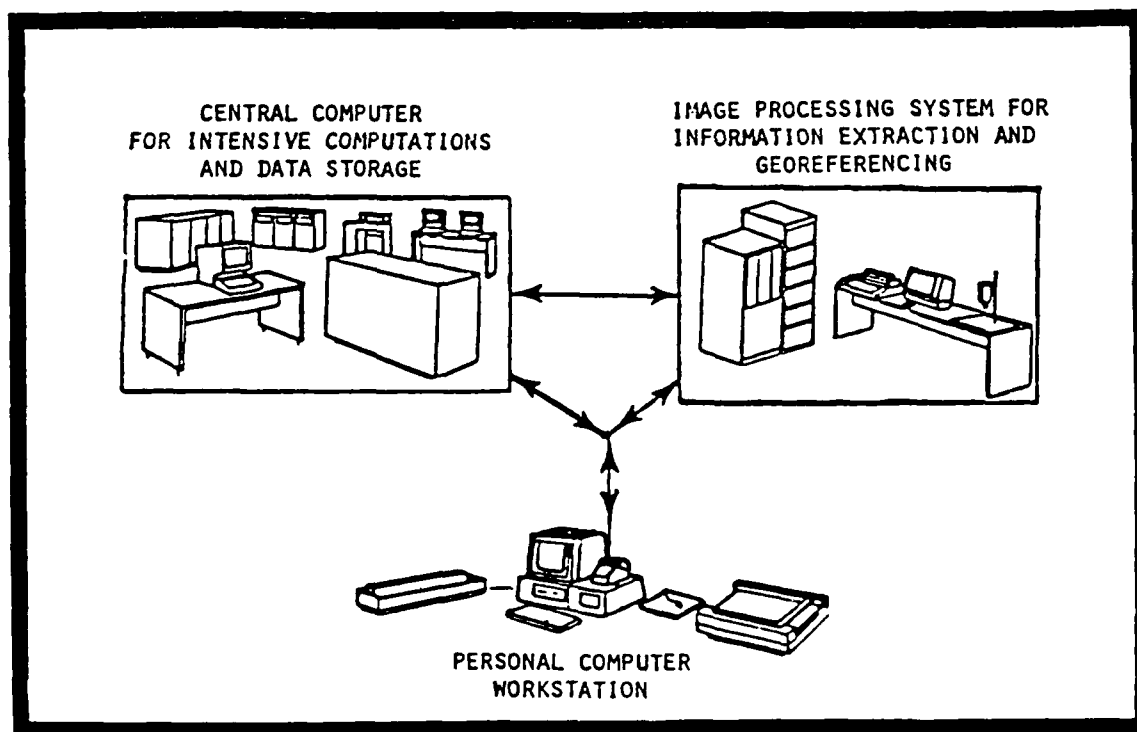 CENTRAL COMPUTER
FOR INTENSIVE COMPUTATIONS
AND DATA STORAGE
IMAGE PROCESSING SYSTEM FOR
INFORMATION EXTRACTION AND
GEOREFERENCING
PERSONAL COMPUTER
WORKSTATION